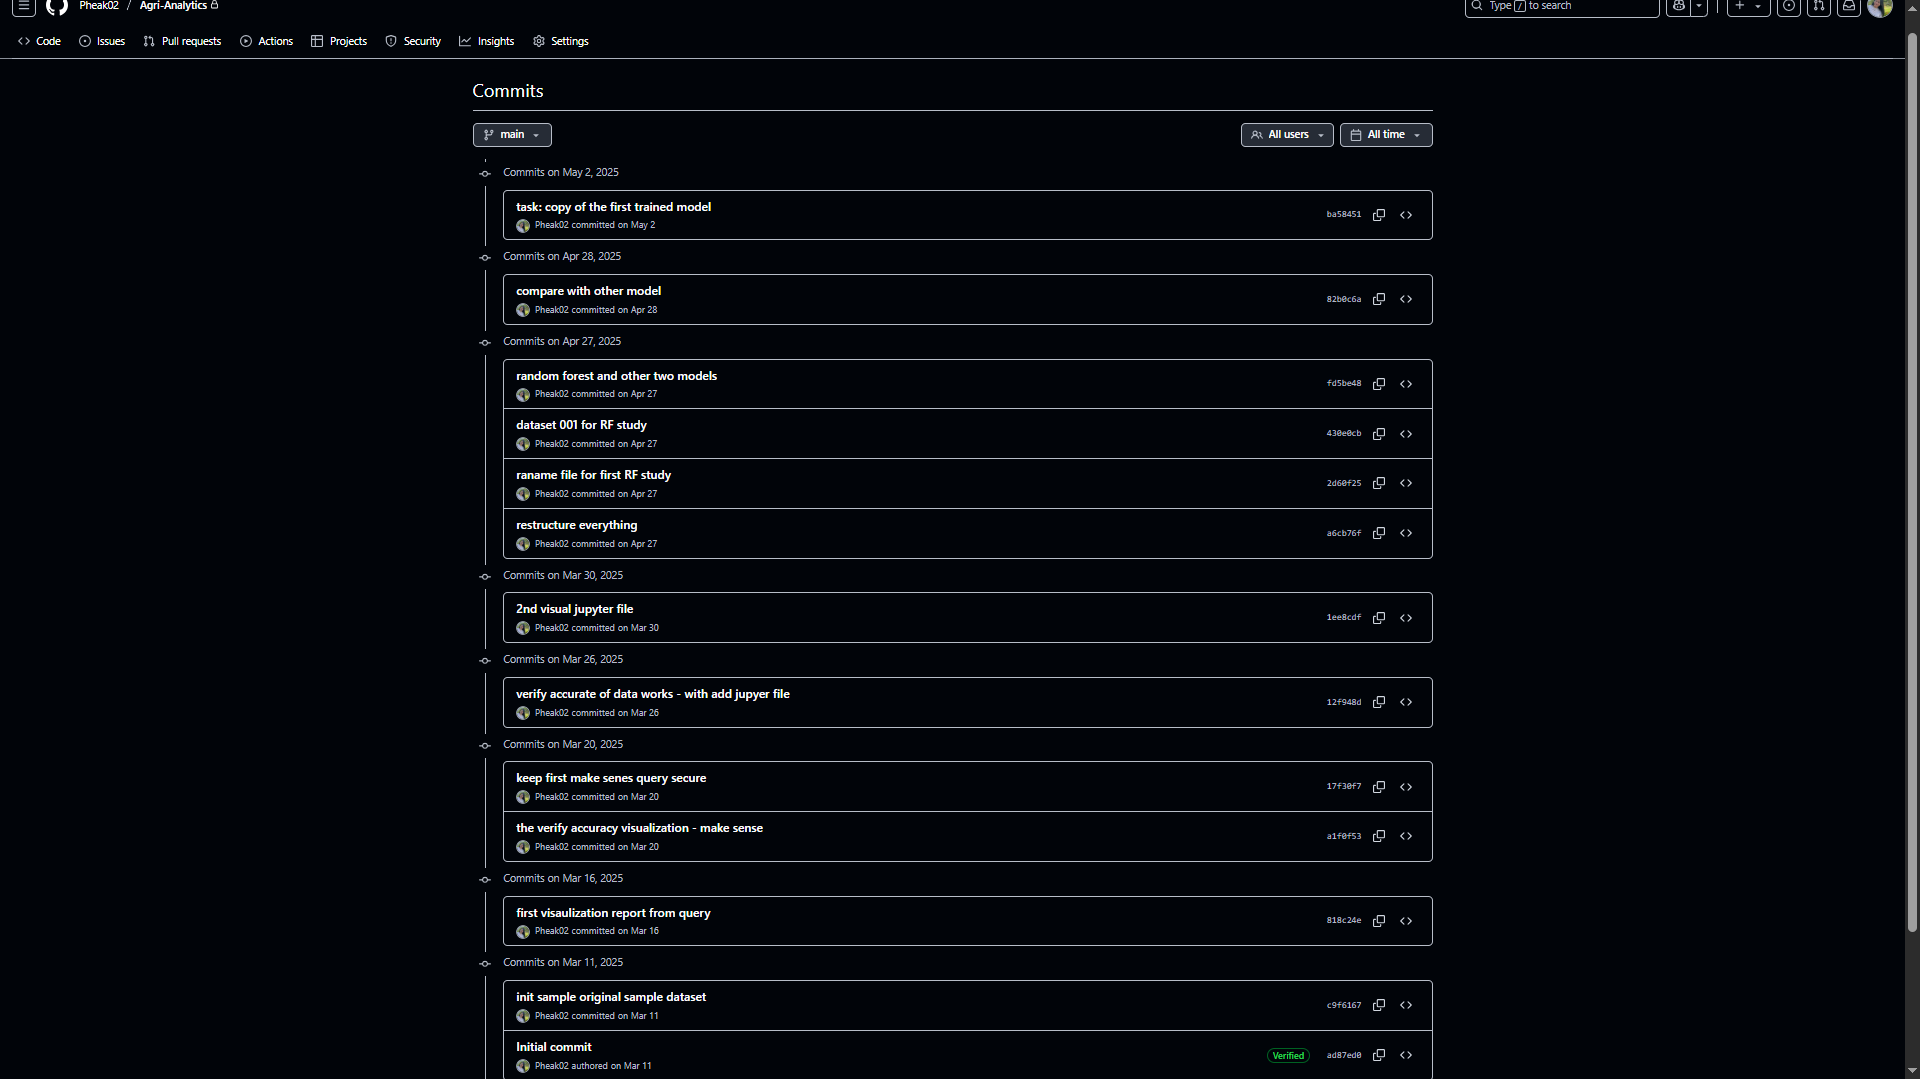 Pheak02 / Agri-Analytics
Type / to search
Code Issues Pull requests Actions Projects Security Insights Settings
Commits
main
All users All time
Commits on May 2, 2025
task: copy of the first trained model
Pheak02 committed on May 2
ba58451
Commits on Apr 28, 2025
compare with other model
Pheak02 committed on Apr 28
82b0c6a
Commits on Apr 27, 2025
random forest and other two models
Pheak02 committed on Apr 27
fd5be48
dataset 001 for RF study
Pheak02 committed on Apr 27
430e0cb
raname file for first RF study
Pheak02 committed on Apr 27
2d60f25
restructure everything
Pheak02 committed on Apr 27
a6cb76f
Commits on Mar 30, 2025
2nd visual jupyter file
Pheak02 committed on Mar 30
1ee8cdf
Commits on Mar 26, 2025
verify accurate of data works - with add jupyer file
Pheak02 committed on Mar 26
12f948d
Commits on Mar 20, 2025
keep first make senes query secure
Pheak02 committed on Mar 20
17f30f7
the verify accuracy visualization - make sense
Pheak02 committed on Mar 20
a1f0f53
Commits on Mar 16, 2025
first visaulization report from query
Pheak02 committed on Mar 16
818c24e
Commits on Mar 11, 2025
init sample original sample dataset
Pheak02 committed on Mar 11
c9f6167
Initial commit
Pheak02 authored on Mar 11
Verified
ad87ed0